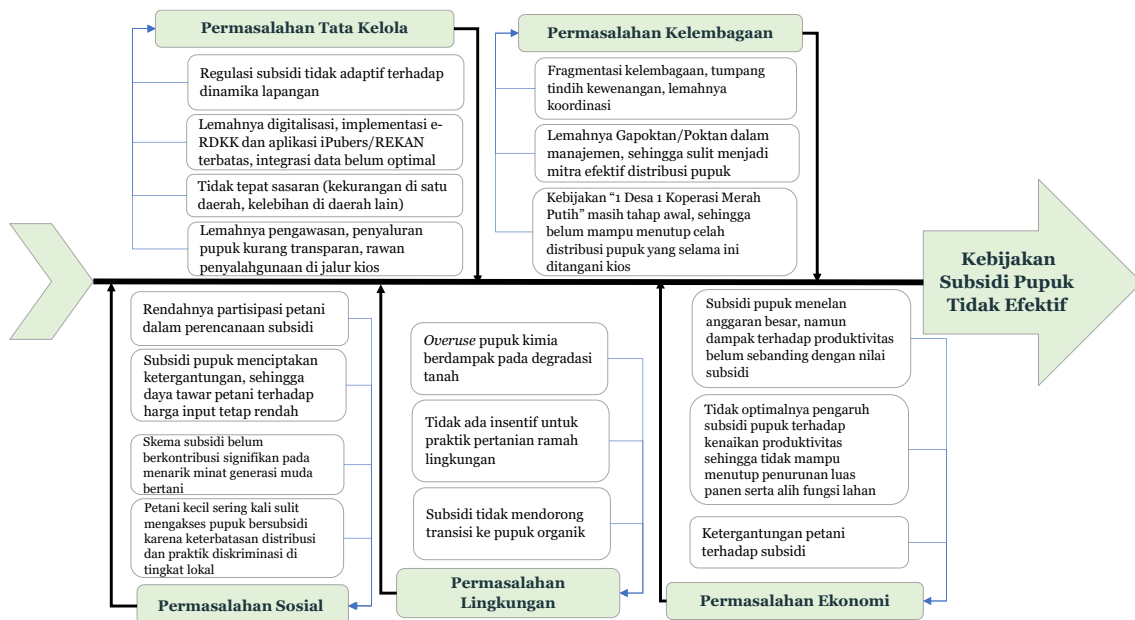 Permasalahan Tata Kelola
Regulasi subsidi tidak adaptif terhadap
dinamika lapangan
Lemahnya digitalisasi, implementasi e-
RDKK dan aplikasi iPubers/REKAN
terbatas, integrasi data belum optimal
Tidak tepat sasaran (kekurangan di satu
daerah, kelebihan di daerah lain)
Lemahnya pengawasan, penyaluran
pupuk kurang transparan, rawan
penyalahgunaan di jalur kios
Permasalahan Kelembagaan
Fragmentasi kelembagaan, tumpang
tindih kewenangan, lemahnya
koordinasi
Lemahnya Gapoktan/Poktan dalam
manajemen, sehingga sulit menjadi
mitra efektif distribusi pupuk
Kebijakan “1 Desa 1 Koperasi Merah
Putih” masih tahap awal, sehingga
belum mampu menutup celah
distribusi pupuk yang selama ini
ditangani kios
Kebijakan
Subsidi Pupuk
Tidak Efektif
Rendahnya partisipasi petani
dalam perencanaan subsidi
Subsidi pupuk menciptakan
ketergantungan, sehingga
daya tawar petani terhadap
harga input tetap rendah
Skema subsidi belum
berkontribusi signifikan pada
menarik minat generasi muda
bertani
Petani kecil sering kali sulit
mengakses pupuk bersubsidi
karena keterbatasan distribusi
dan praktik diskriminasi di
tingkat lokal
Permasalahan Sosial
Overuse pupuk kimia
berdampak pada degradasi
tanah
Tidak ada insentif untuk
praktik pertanian ramah
lingkungan
Subsidi tidak mendorong
transisi ke pupuk organik
Permasalahan
Lingkungan
Subsidi pupuk menelan
anggaran besar, namun
dampak terhadap produktivitas
belum sebanding dengan nilai
subsidi
Tidak optimalnya pengaruh
subsidi pupuk terhadap
kenaikan produktivitas
sehingga tidak mampu
menutup penurunan luas
panen serta alih fungsi lahan
Ketergantungan petani
terhadap subsidi
Permasalahan Ekonomi